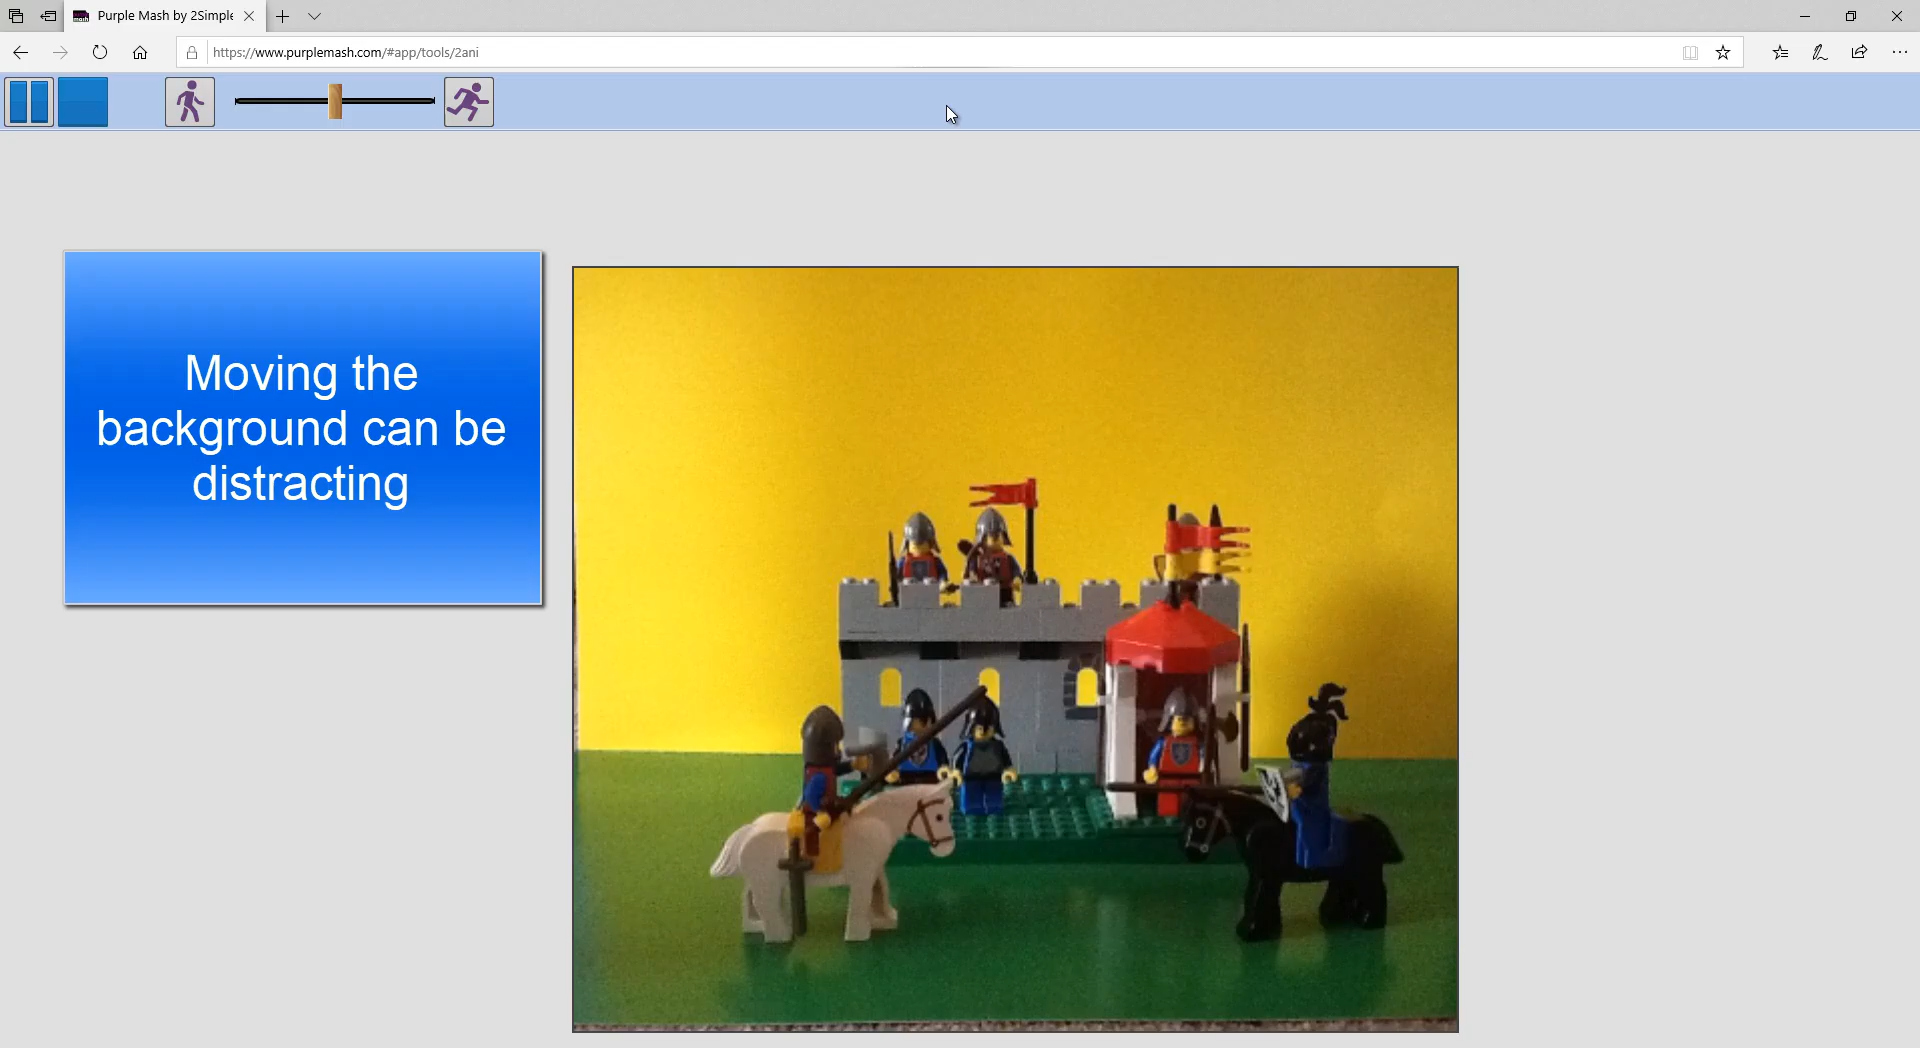 Purple Mash by 2Simple
https://www.purplemash.com/#app/tools/2ani
Moving the
background can be
distracting